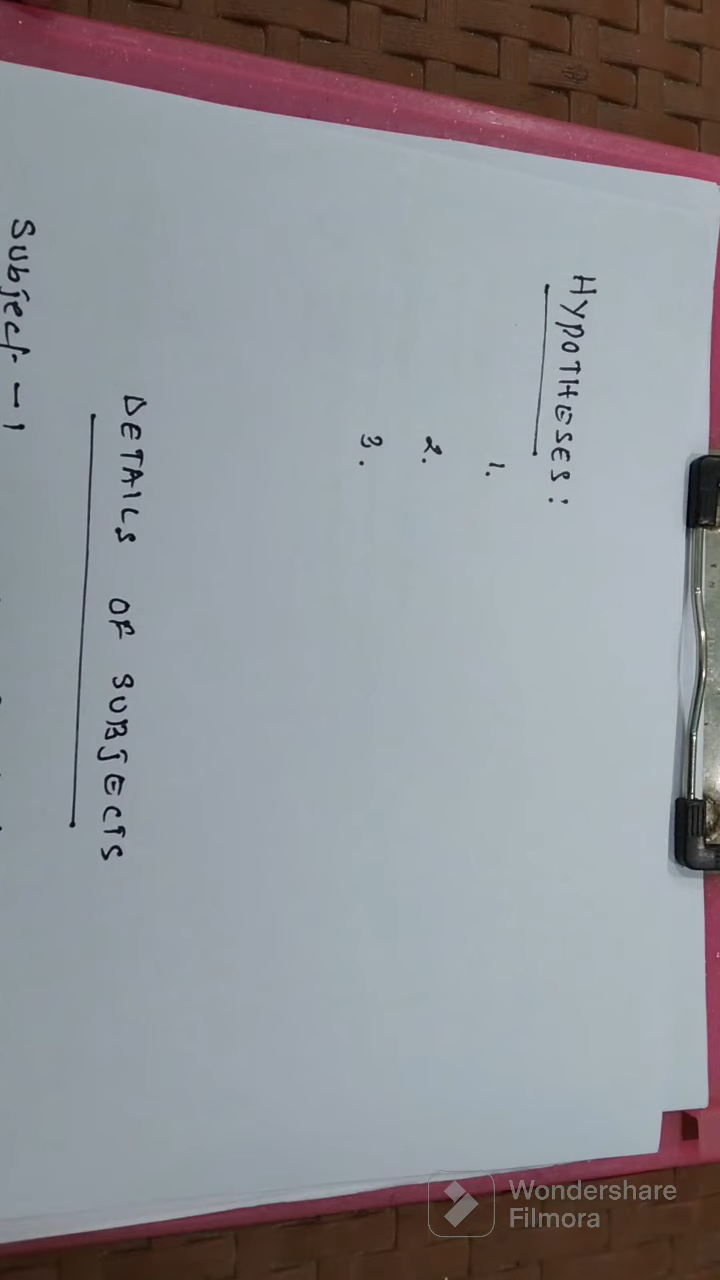 HYPOTHESES:
1.
2.
3.
DETAILS OF SUBJECTS
Subject - 1
Wondershare
Filmora